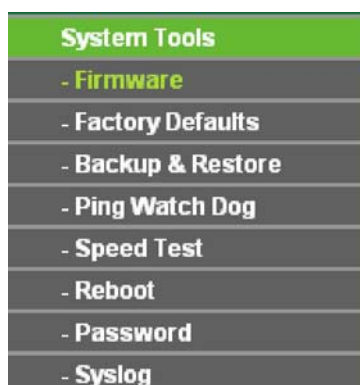 System Tools
- Firmware
- Factory Defaults
- Backup & Restore
- Ping Watch Dog
- Speed Test
- Reboot
- Password
- Syslog